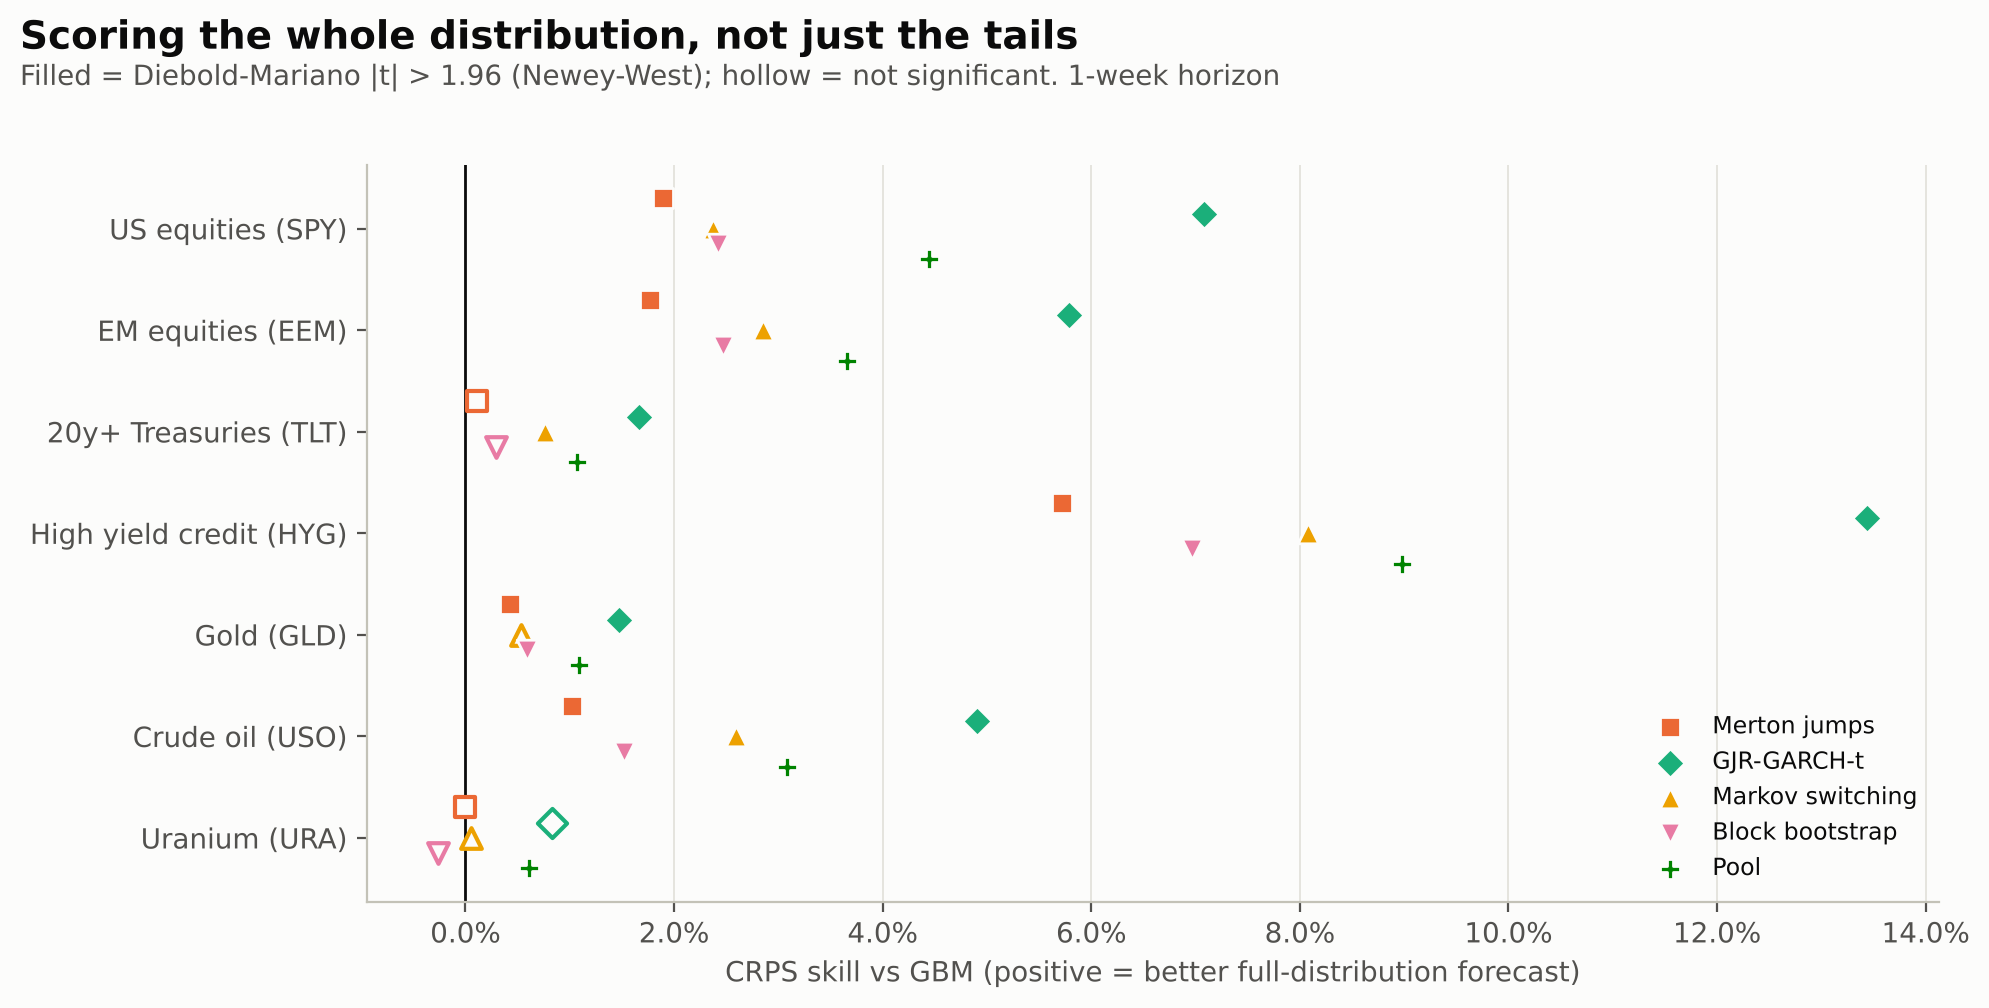 Scoring the whole distribution, not just the tails
Filled = Diebold-Mariano |t| > 1.96 (Newey-West); hollow = not significant. 1-week horizon
US equities (SPY)
EM equities (EEM)
20y+ Treasuries (TLT)
High yield credit (HYG)
Gold (GLD)
Crude oil (USO)
Uranium (URA)
Merton jumps
GJR-GARCH-t
Markov switching
Block bootstrap
Pool
0.0% 2.0% 4.0% 6.0% 8.0% 10.0% 12.0% 14.0%
CRPS skill vs GBM (positive = better full-distribution forecast)